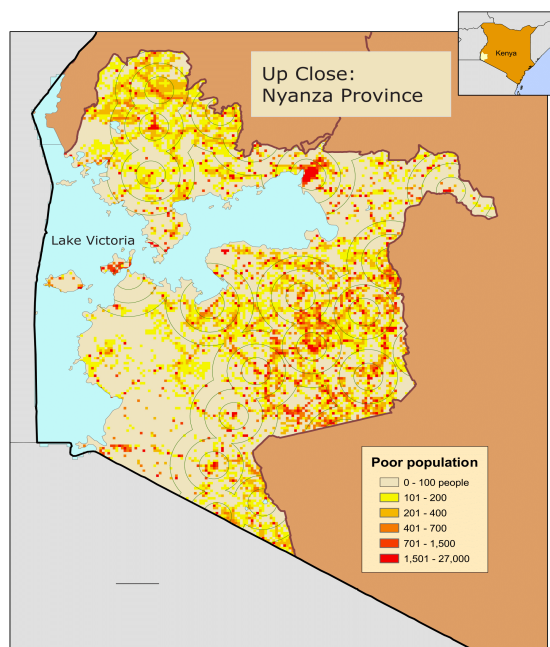 Kenya
Up Close:
Nyanza Province
Lake Victoria
Poor population
0 - 100 people
101 - 200
201 - 400
401 - 700
701 - 1,500
1,501 - 27,000